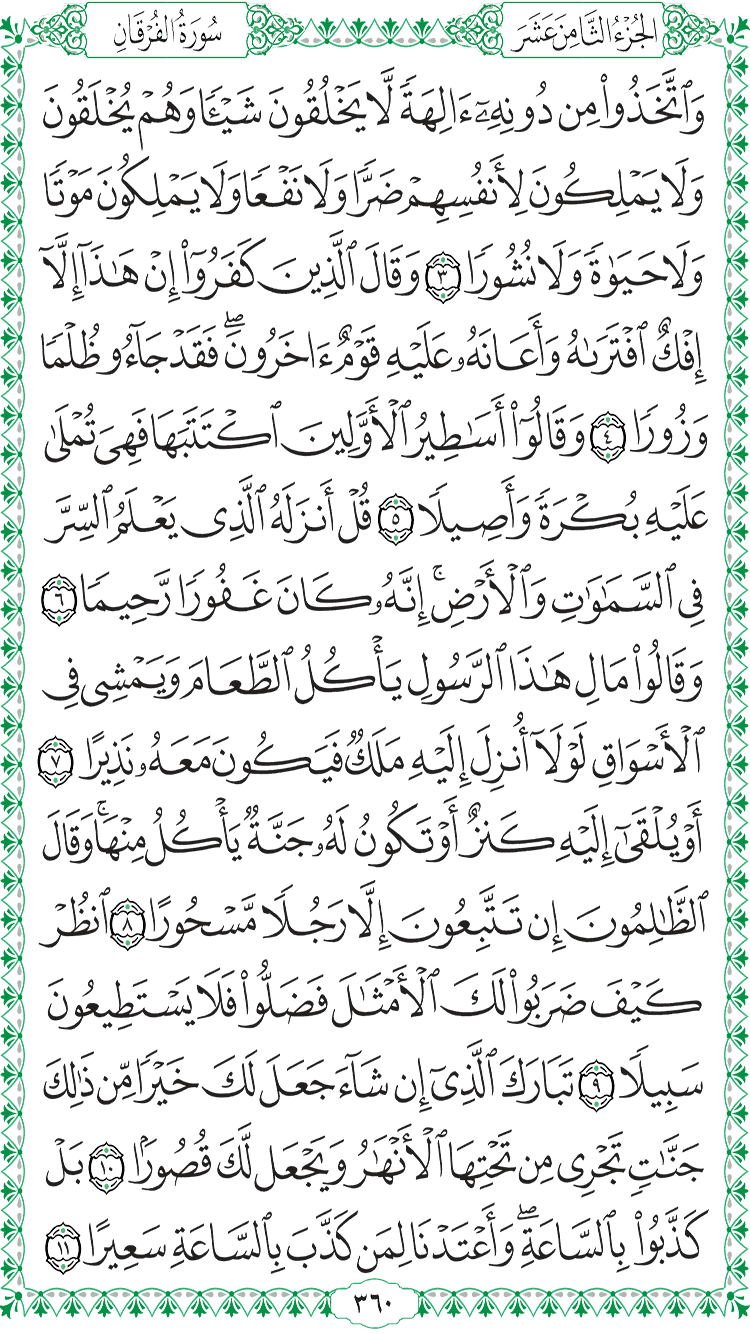 الجُزْءُ الثَّامِنَ عَشَرَ
سُورَةُ الفُرْقَانِ
وَٱتَّخَذُوا۟ مِن دُونِهِۦٓ ءَالِهَةً لَّا يَخْلُقُونَ شَيْـًٔا وَهُمْ يُخْلَقُونَ
وَلَا يَمْلِكُونَ لِأَنفُسِهِمْ ضَرًّا وَلَا نَفْعًا وَلَا يَمْلِكُونَ مَوْتًا
وَلَا حَيَوٰةً وَلَا نُشُورًا ٣ وَقَالَ ٱلَّذِينَ كَفَرُوٓا۟ إِنْ هَـٰذَآ إِلَّآ
إِفْكٌ ٱفْتَرَىٰهُ وَأَعَانَهُۥ عَلَيْهِ قَوْمٌ ءَاخَرُونَ ۖ فَقَدْ جَآءُو ظُلْمًا
وَزُورًا ٤ وَقَالُوٓا۟ أَسَـٰطِيرُ ٱلْأَوَّلِينَ ٱكْتَتَبَهَا فَهِىَ تُمْلَىٰ
عَلَيْهِ بُكْرَةً وَأَصِيلًا ٥ قُلْ أَنزَلَهُ ٱلَّذِى يَعْلَمُ ٱلسِّرَّ
فِى ٱلسَّمَـٰوَٰتِ وَٱلْأَرْضِ ۚ إِنَّهُۥ كَانَ غَفُورًا رَّحِيمًا ٦
وَقَالُوا۟ مَالِ هَـٰذَا ٱلرَّسُولِ يَأْكُلُ ٱلطَّعَامَ وَيَمْشِى فِى
ٱلْأَسْوَاقِ لَوْلَآ أُنزِلَ إِلَيْهِ مَلَكٌ فَيَكُونَ مَعَهُۥ نَذِيرًا ٧
أَوْ يُلْقَىٰٓ إِلَيْهِ كَنزٌ أَوْ تَكُونُ لَهُۥ جَنَّةٌ يَأْكُلُ مِنْهَا ۚ وَقَالَ
ٱلظَّـٰلِمُونَ إِن تَتَّبِعُونَ إِلَّا رَجُلًا مَّسْحُورًا ٨ ٱنظُرْ
كَيْفَ ضَرَبُوا۟ لَكَ ٱلْأَمْثَـٰلَ فَضَلُّوا۟ فَلَا يَسْتَطِيعُونَ
سَبِيلًا ٩ تَبَارَكَ ٱلَّذِىٓ إِن شَآءَ جَعَلَ لَكَ خَيْرًا مِّن ذَٰلِكَ
جَنَّـٰتٍ تَجْرِى مِن تَحْتِهَا ٱلْأَنْهَـٰرُ وَيَجْعَل لَّكَ قُصُورًۢا ١٠ بَلْ
كَذَّبُوا۟ بِٱلسَّاعَةِ ۖ وَأَعْتَدْنَا لِمَن كَذَّبَ بِٱلسَّاعَةِ سَعِيرًا ١١
٣٦٠